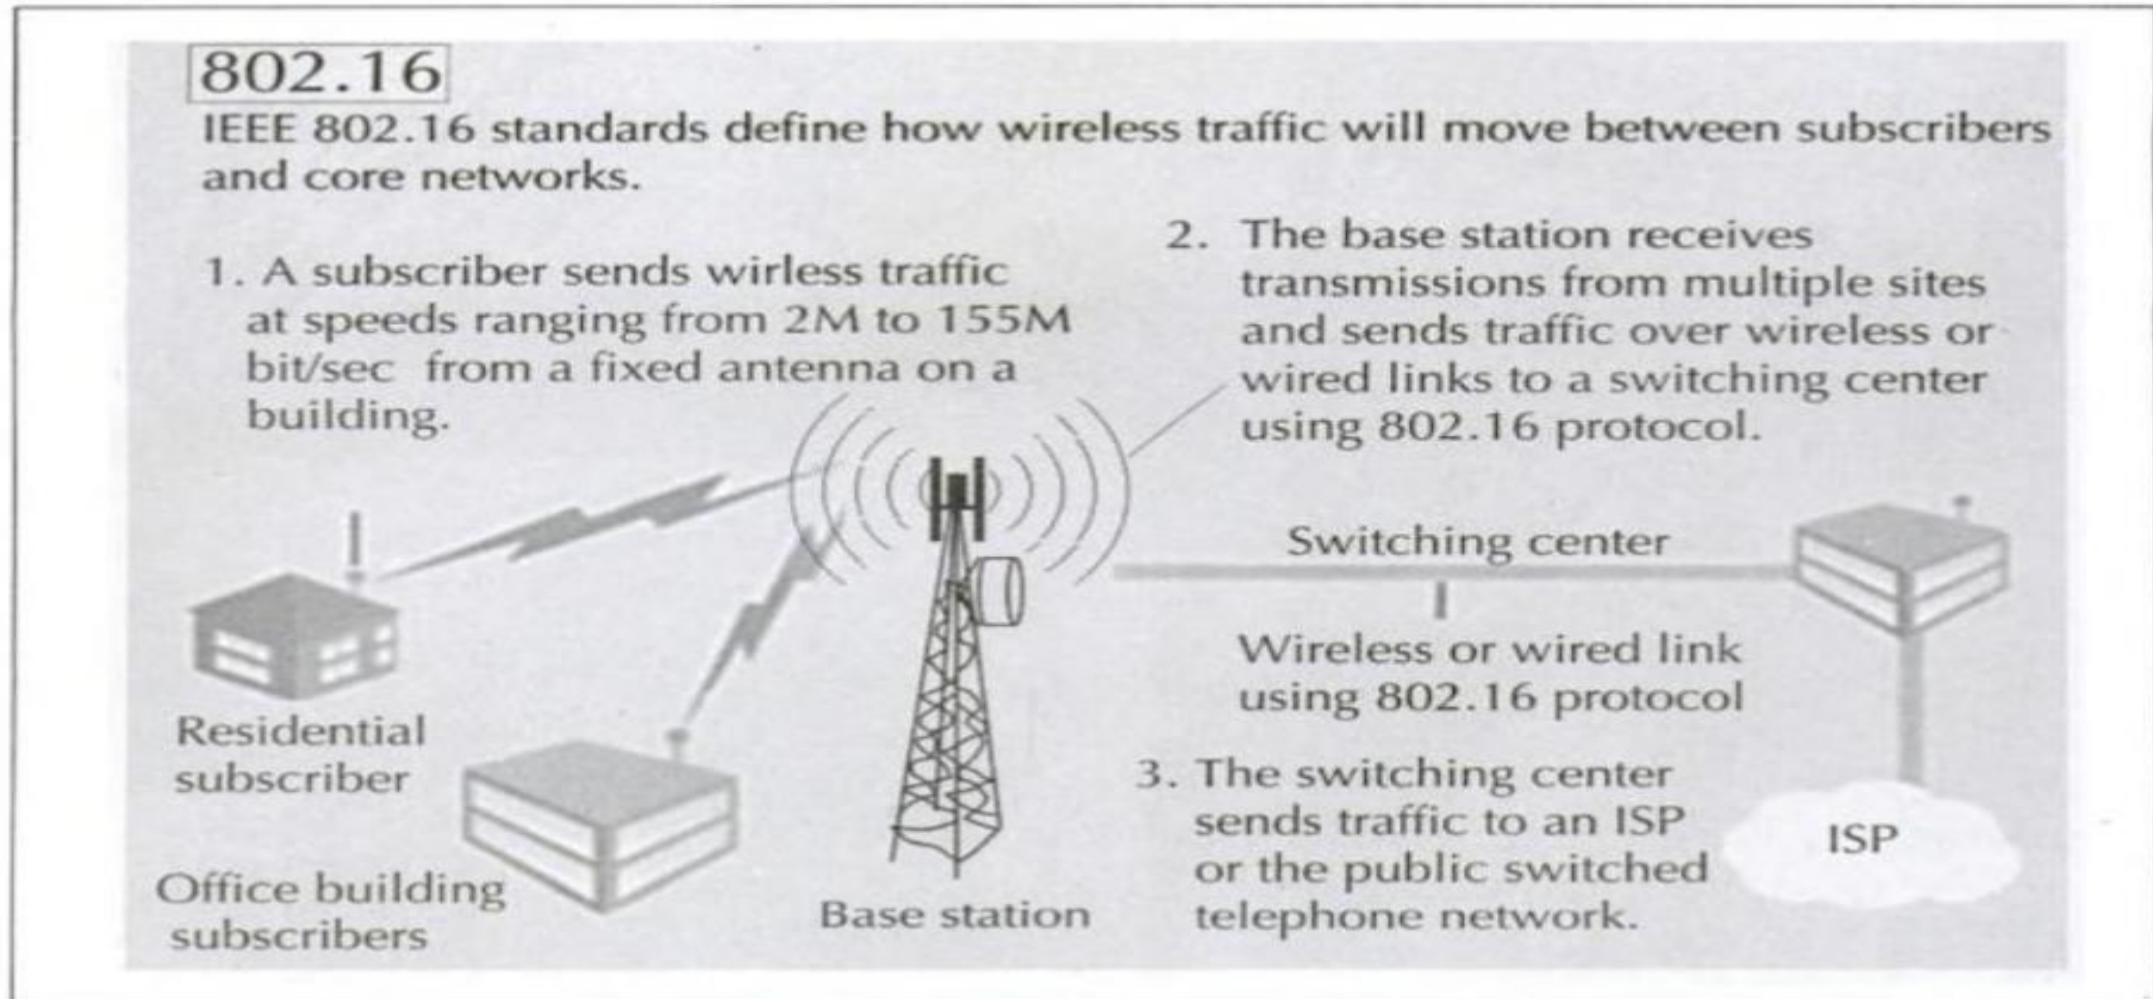 802.16
IEEE 802.16 standards define how wireless traffic will move between subscribers
and core networks.
1. A subscriber sends wirless traffic
at speeds ranging from 2M to 155M
bit/sec from a fixed antenna on a
building.
2. The base station receives
transmissions from multiple sites
and sends traffic over wireless or
wired links to a switching center
using 802.16 protocol.
Switching center
Wireless or wired link
using 802.16 protocol
Residential
subscriber
3. The switching center
sends traffic to an ISP
or the public switched
telephone network.
ISP
Office building
subscribers
Base station